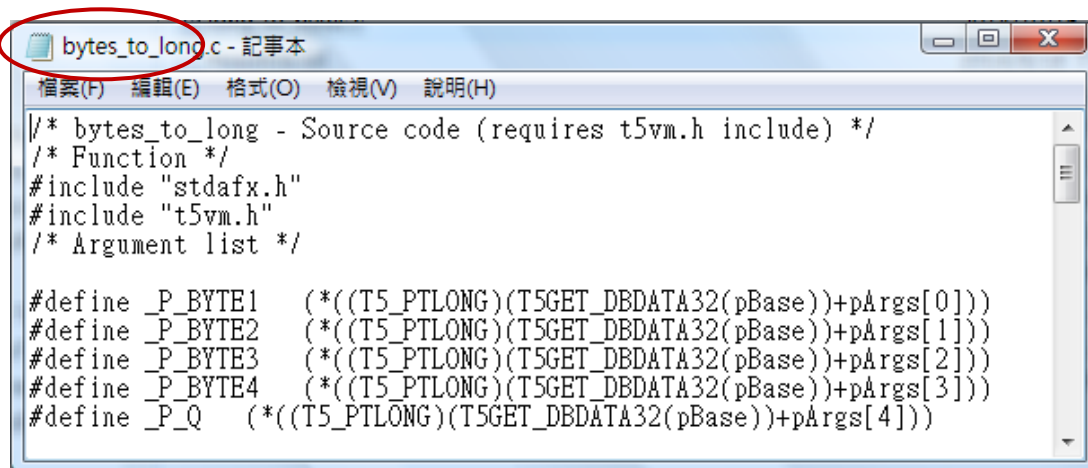 bytes_to_long.c - 記事本
檔案(F) 編輯(E) 格式(O) 檢視(V) 說明(H)
/* bytes_to_long - Source code (requires t5vm.h include) */
/* Function */
#include "stdafx.h"
#include "t5vm.h"
/* Argument list */
#define _P_BYTE1 (*((T5_PTLONG)(T5GET_DBDATA32(pBase))+pArgs[0]))
#define _P_BYTE2 (*((T5_PTLONG)(T5GET_DBDATA32(pBase))+pArgs[1]))
#define _P_BYTE3 (*((T5_PTLONG)(T5GET_DBDATA32(pBase))+pArgs[2]))
#define _P_BYTE4 (*((T5_PTLONG)(T5GET_DBDATA32(pBase))+pArgs[3]))
#define _P_Q (*((T5_PTLONG)(T5GET_DBDATA32(pBase))+pArgs[4]))